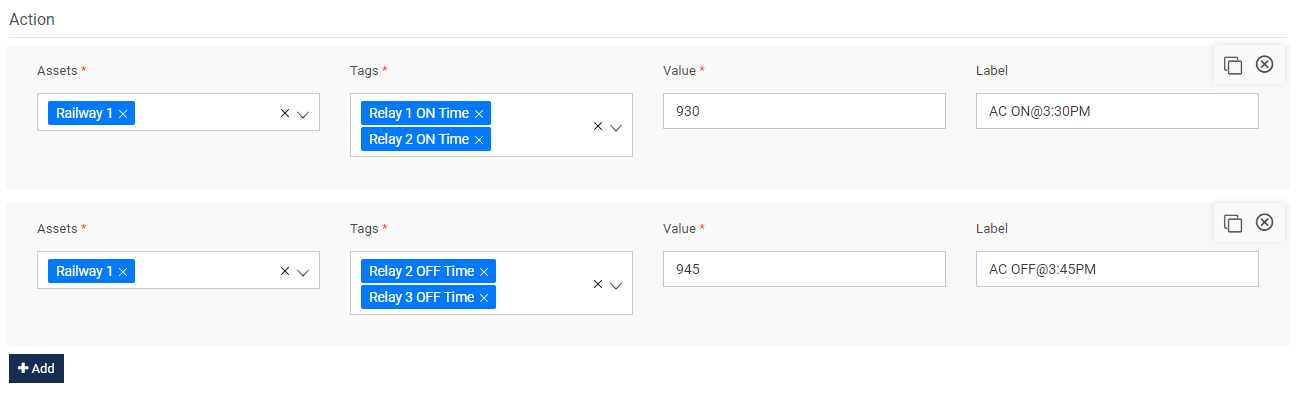 Action
Assets *
Tags *
Value *
Label
Railway 1
Relay 1 ON Time
Relay 2 ON Time
930
AC ON@3:30PM
Assets *
Tags *
Value *
Label
Railway 1
Relay 2 OFF Time
Relay 3 OFF Time
945
AC OFF@3:45PM
Add